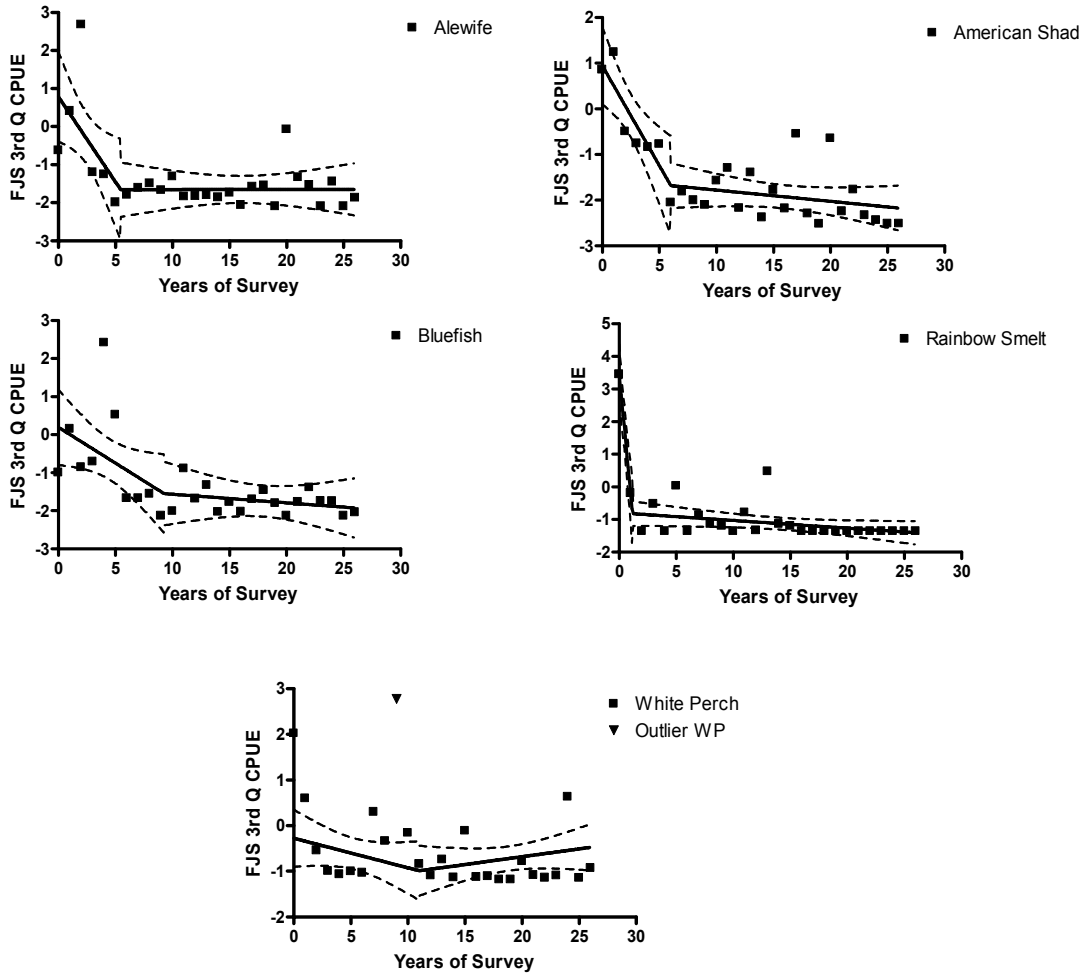 Alewife
FJS 3rd Q CPUE
3
2
1
0
-1
-2
-3
0 5 10 15 20 25 30
Years of Survey
American Shad
FJS 3rd Q CPUE
2
1
0
-1
-2
-3
0 5 10 15 20 25 30
Years of Survey
Bluefish
FJS 3rd Q CPUE
3
2
1
0
-1
-2
-3
0 5 10 15 20 25 30
Years of Survey
Rainbow Smelt
FJS 3rd Q CPUE
5
4
3
2
1
0
-1
-2
0 5 10 15 20 25 30
Years of Survey
White Perch
Outlier WP
FJS 3rd Q CPUE
3
2
1
0
-1
-2
0 5 10 15 20 25 30
Years of Survey